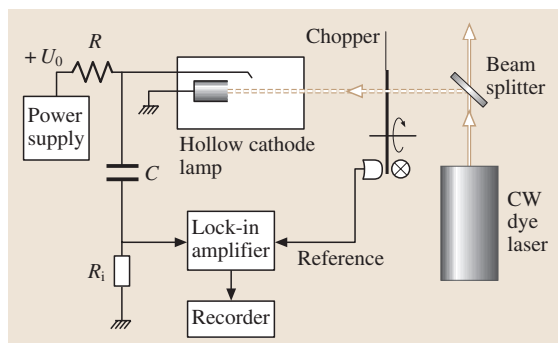 R
Chopper
+ U₀
Beam
splitter
Power
supply
Hollow cathode
lamp
C
CW
dye
laser
Lock-in
amplifier
Reference
Rᵢ
Recorder